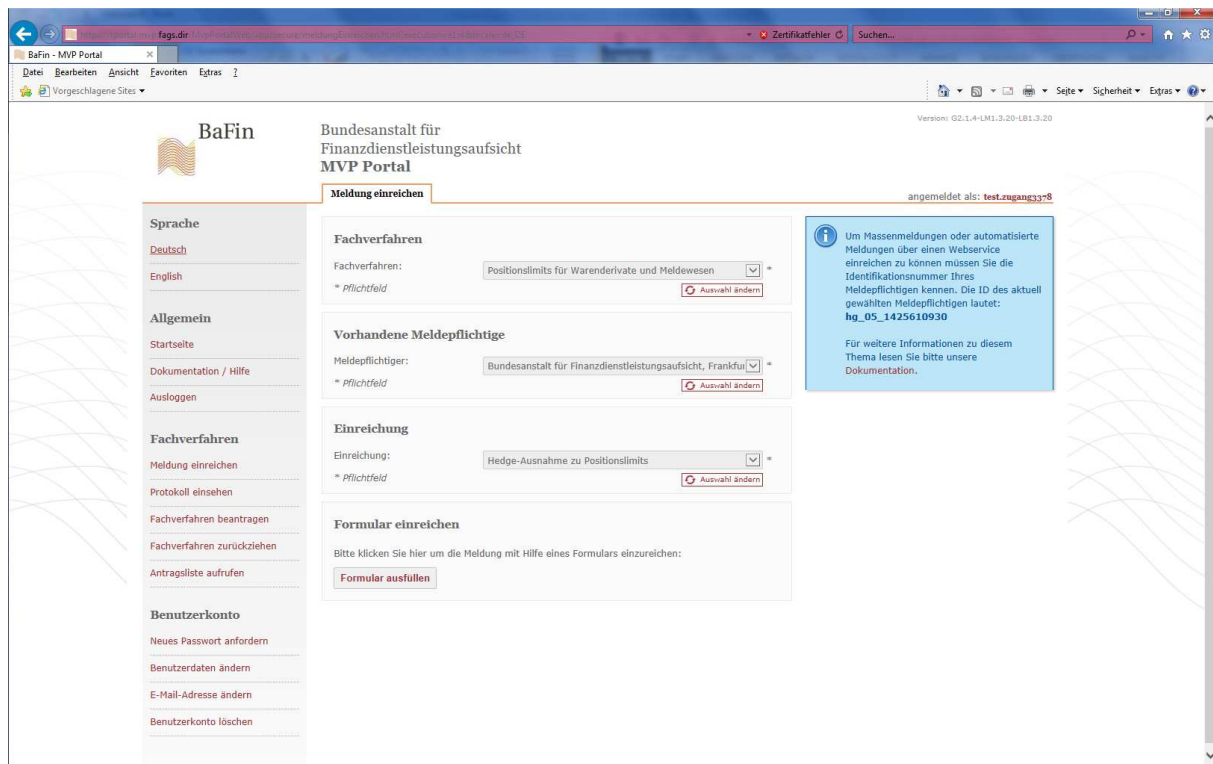 fags.dir
Zertifikatfehler
Suchen...
BaFin - MVP Portal
Datei Bearbeiten Ansicht Favoriten Extras ?
Vorgeschlagene Sites
Seite Sicherheit Extras
Version: G2.1.4-LM1.3.20-LB1.3.20
BaFin
Bundesanstalt für
Finanzdienstleistungsaufsicht
MVP Portal
Meldung einreichen
angemeldet als: test.zugang3378
Sprache
Deutsch
English
Allgemein
Startseite
Dokumentation / Hilfe
Ausloggen
Fachverfahren
Meldung einreichen
Protokoll einsehen
Fachverfahren beantragen
Fachverfahren zurückziehen
Antragsliste aufrufen
Benutzerkonto
Neues Passwort anfordern
Benutzerdaten ändern
E-Mail-Adresse ändern
Benutzerkonto löschen
Fachverfahren
Fachverfahren: Positionslimits für Warenderivate und Meldewesen *
* Pflichtfeld Auswahl ändern
Vorhandene Meldepflichtige
Meldepflichtiger: Bundesanstalt für Finanzdienstleistungsaufsicht, Frankfur *
* Pflichtfeld Auswahl ändern
Einreichung
Einreichung: Hedge-Ausnahme zu Positionslimits *
* Pflichtfeld Auswahl ändern
Formular einreichen
Bitte klicken Sie hier um die Meldung mit Hilfe eines Formulars einzureichen:
Formular ausfüllen
Um Massenmeldungen oder automatisierte
Meldungen über einen Webservice
einreichen zu können müssen Sie die
Identifikationsnummer Ihres
Meldepflichtigen kennen. Die ID des aktuell
gewählten Meldepflichtigen lautet:
hg_05_1425610930
Für weitere Informationen zu diesem
Thema lesen Sie bitte unsere
Dokumentation.